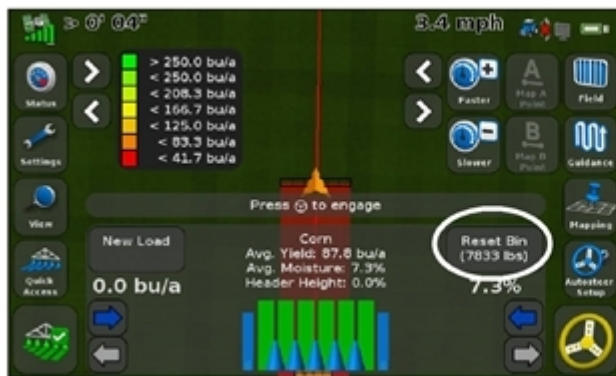 0' 04"
3.4 mph
> 250.0 bu/a
< 250.0 bu/a
< 208.3 bu/a
< 166.7 bu/a
< 125.0 bu/a
< 83.3 bu/a
< 41.7 bu/a
Status
Settings
View
Quick
Access
Faster
Slower
A
Map A
Point
B
Map B
Point
Field
Guidance
Mapping
Autosteer
Setup
Press to engage
New Load
0.0 bu/a
Corn
Avg. Yield: 87.8 bu/a
Avg. Moisture: 7.3%
Header Height: 0.0%
Reset Bin
(7833 lbs)
7.3%